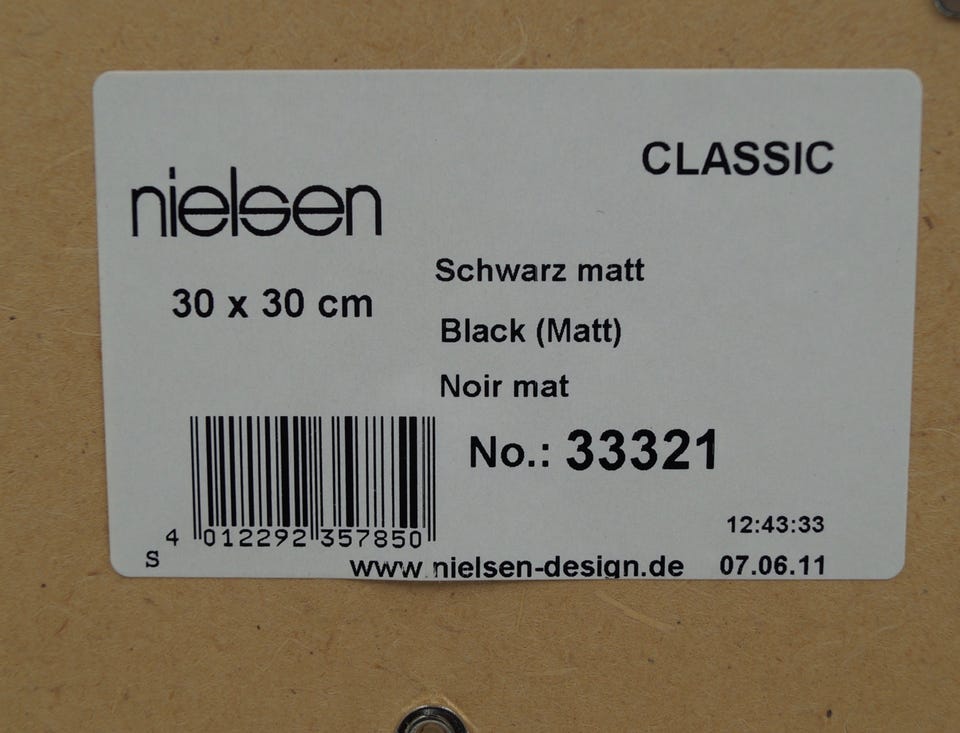 CLASSIC
nielsen
30 x 30 cm
Schwarz matt
Black (Matt)
Noir mat
No.: 33321
4 012292 357850
12:43:33
S
www.nielsen-design.de 07.06.11